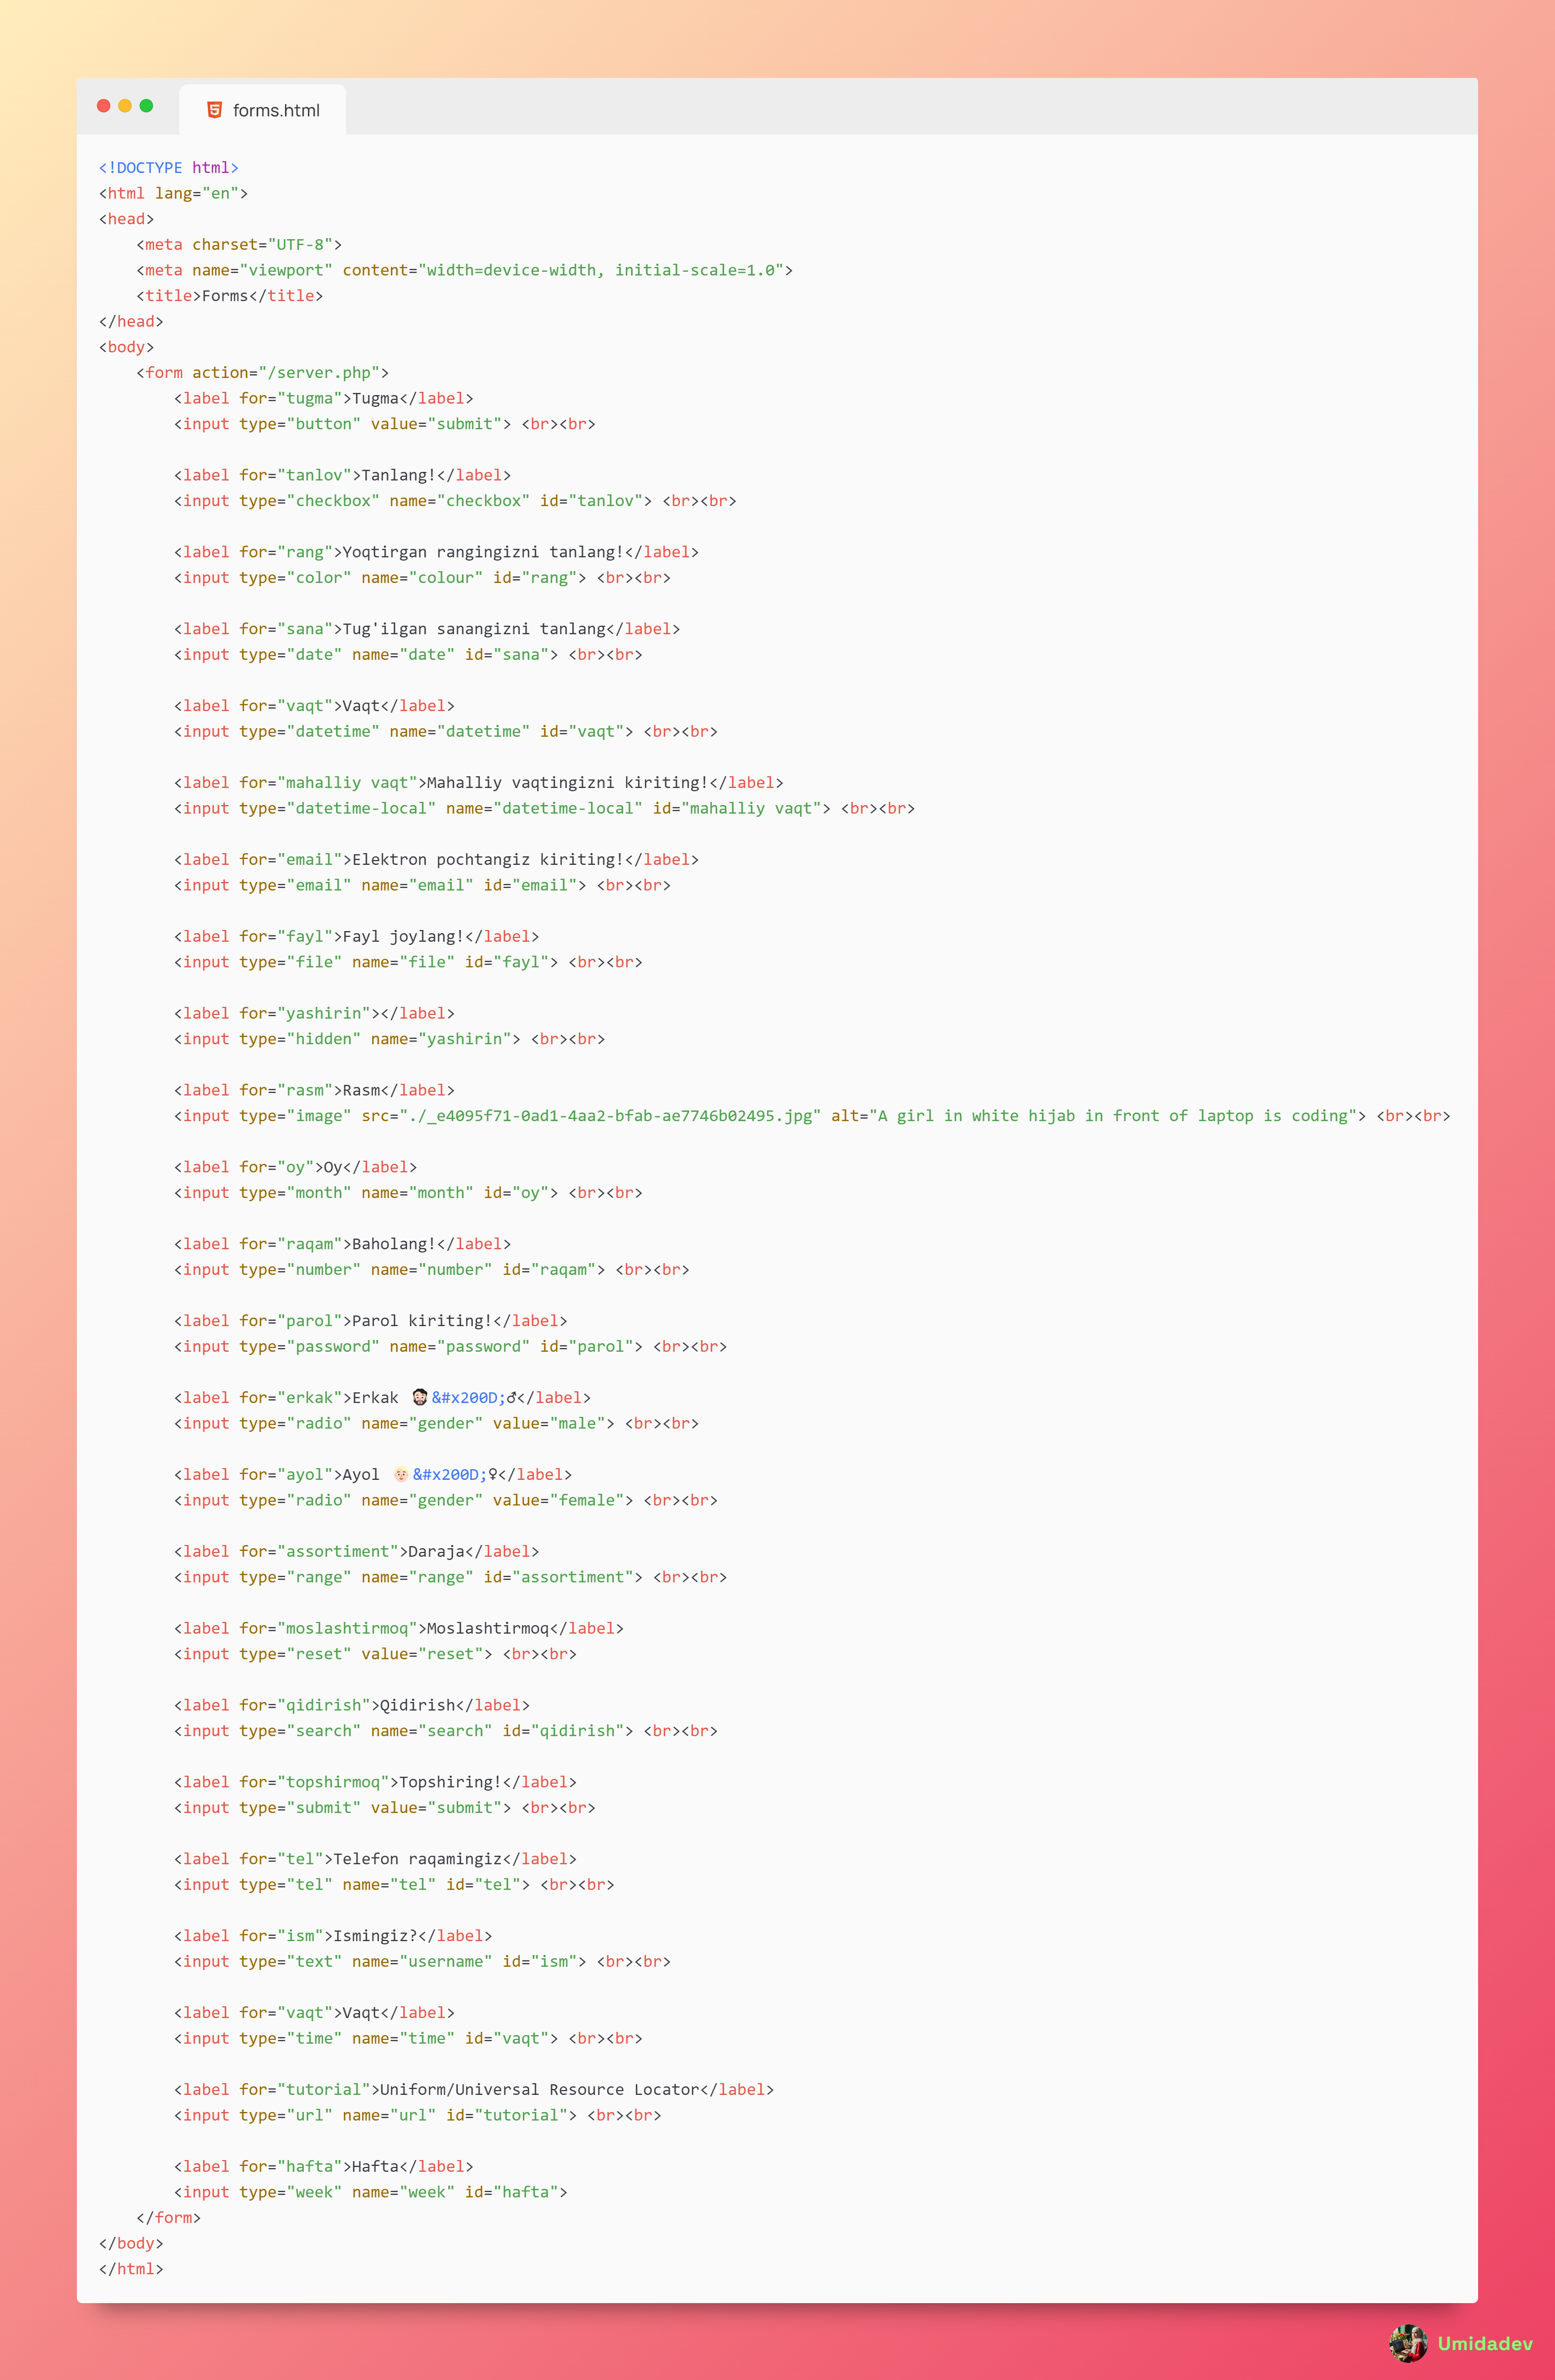 forms.html
<!DOCTYPE html>
<html lang="en">
<head>
    <meta charset="UTF-8">
    <meta name="viewport" content="width=device-width, initial-scale=1.0">
    <title>Forms</title>
</head>
<body>
    <form action="/server.php">
        <label for="tugma">Tugma</label>
        <input type="button" value="submit"> <br><br>

        <label for="tanlov">Tanlang!</label>
        <input type="checkbox" name="checkbox" id="tanlov"> <br><br>

        <label for="rang">Yoqtirgan rangingizni tanlang!</label>
        <input type="color" name="colour" id="rang"> <br><br>

        <label for="sana">Tug'ilgan sanangizni tanlang</label>
        <input type="date" name="date" id="sana"> <br><br>

        <label for="vaqt">Vaqt</label>
        <input type="datetime" name="datetime" id="vaqt"> <br><br>

        <label for="mahalliy vaqt">Mahalliy vaqtingizni kiriting!</label>
        <input type="datetime-local" name="datetime-local" id="mahalliy vaqt"> <br><br>

        <label for="email">Elektron pochtangiz kiriting!</label>
        <input type="email" name="email" id="email"> <br><br>

        <label for="fayl">Fayl joylang!</label>
        <input type="file" name="file" id="fayl"> <br><br>

        <label for="yashirin"></label>
        <input type="hidden" name="yashirin"> <br><br>

        <label for="rasm">Rasm</label>
        <input type="image" src="./_e4095f71-0ad1-4aa2-bfab-ae7746b02495.jpg" alt="A girl in white hijab in front of laptop is coding"> <br><br>

        <label for="oy">Oy</label>
        <input type="month" name="month" id="oy"> <br><br>

        <label for="raqam">Baholang!</label>
        <input type="number" name="number" id="raqam"> <br><br>

        <label for="parol">Parol kiriting!</label>
        <input type="password" name="password" id="parol"> <br><br>

        <label for="erkak">Erkak 🧔🏻&#x200D;♂</label>
        <input type="radio" name="gender" value="male"> <br><br>

        <label for="ayol">Ayol 👱🏻&#x200D;♀</label>
        <input type="radio" name="gender" value="female"> <br><br>

        <label for="assortiment">Daraja</label>
        <input type="range" name="range" id="assortiment"> <br><br>

        <label for="moslashtirmoq">Moslashtirmoq</label>
        <input type="reset" value="reset"> <br><br>

        <label for="qidirish">Qidirish</label>
        <input type="search" name="search" id="qidirish"> <br><br>

        <label for="topshirmoq">Topshiring!</label>
        <input type="submit" value="submit"> <br><br>

        <label for="tel">Telefon raqamingiz</label>
        <input type="tel" name="tel" id="tel"> <br><br>

        <label for="ism">Ismingiz?</label>
        <input type="text" name="username" id="ism"> <br><br>

        <label for="vaqt">Vaqt</label>
        <input type="time" name="time" id="vaqt"> <br><br>

        <label for="tutorial">Uniform/Universal Resource Locator</label>
        <input type="url" name="url" id="tutorial"> <br><br>

        <label for="hafta">Hafta</label>
        <input type="week" name="week" id="hafta">
    </form>
</body>
</html>
Umidadev